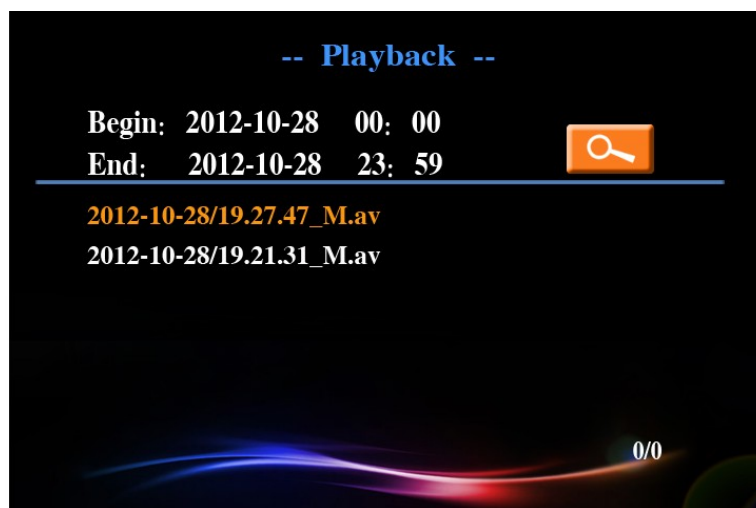 -- Playback --
Begin: 2012-10-28 00: 00
End: 2012-10-28 23: 59
2012-10-28/19.27.47_M.av
2012-10-28/19.21.31_M.av
0/0